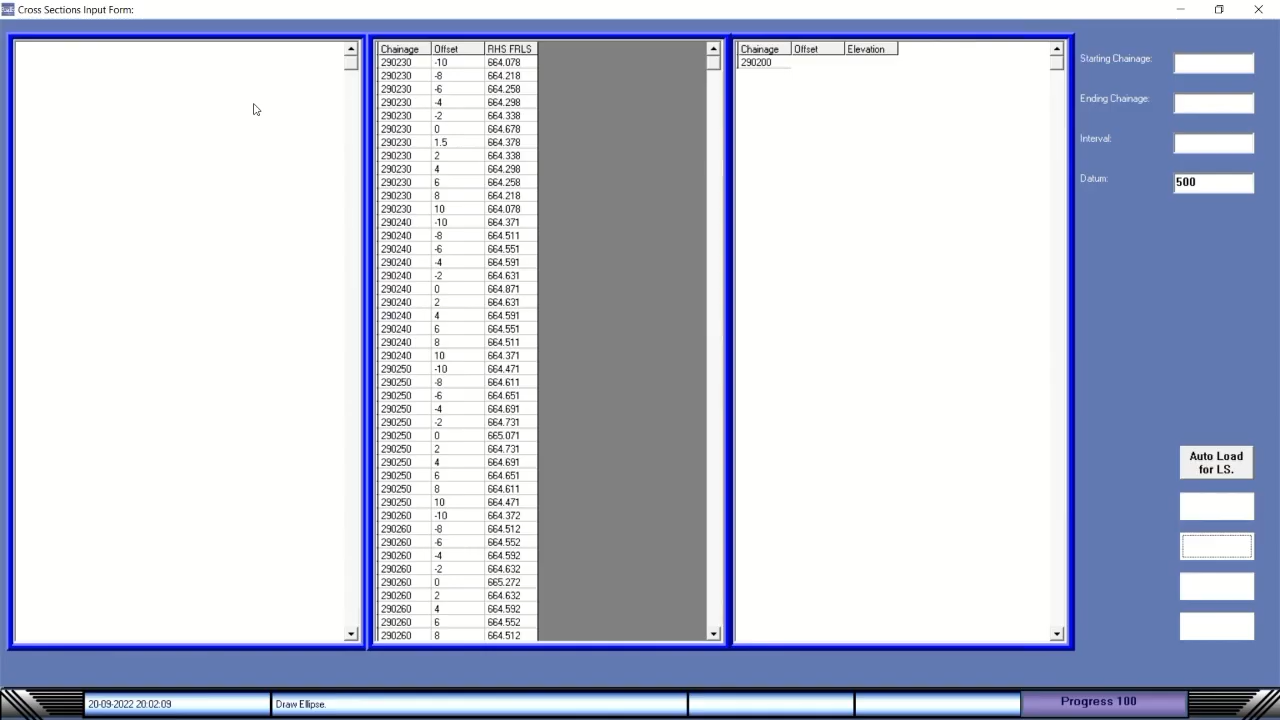 Cross Sections Input Form:
Chainage Offset RHS FRLS
290230 -10 664.078
290230 -8 664.218
290230 -6 664.258
290230 -4 664.298
290230 -2 664.338
290230 0 664.678
290230 1.5 664.378
290230 2 664.338
290230 4 664.298
290230 6 664.258
290230 8 664.218
290230 10 664.078
290240 -10 664.371
290240 -8 664.511
290240 -6 664.551
290240 -4 664.591
290240 -2 664.631
290240 0 664.871
290240 2 664.631
290240 4 664.591
290240 6 664.551
290240 8 664.511
290240 10 664.371
290250 -10 664.471
290250 -8 664.611
290250 -6 664.651
290250 -4 664.691
290250 -2 664.731
290250 0 665.071
290250 2 664.731
290250 4 664.691
290250 6 664.651
290250 8 664.611
290250 10 664.471
290260 -10 664.372
290260 -8 664.512
290260 -6 664.552
290260 -4 664.592
290260 -2 664.632
290260 0 665.272
290260 2 664.632
290260 4 664.592
290260 6 664.552
290260 8 664.512
Chainage Offset Elevation
290200
Starting Chainage:
Ending Chainage:
Interval:
Datum: 500
Auto Load
for LS.
20-09-2022 20:02:09 Draw Ellipse. Progress 100